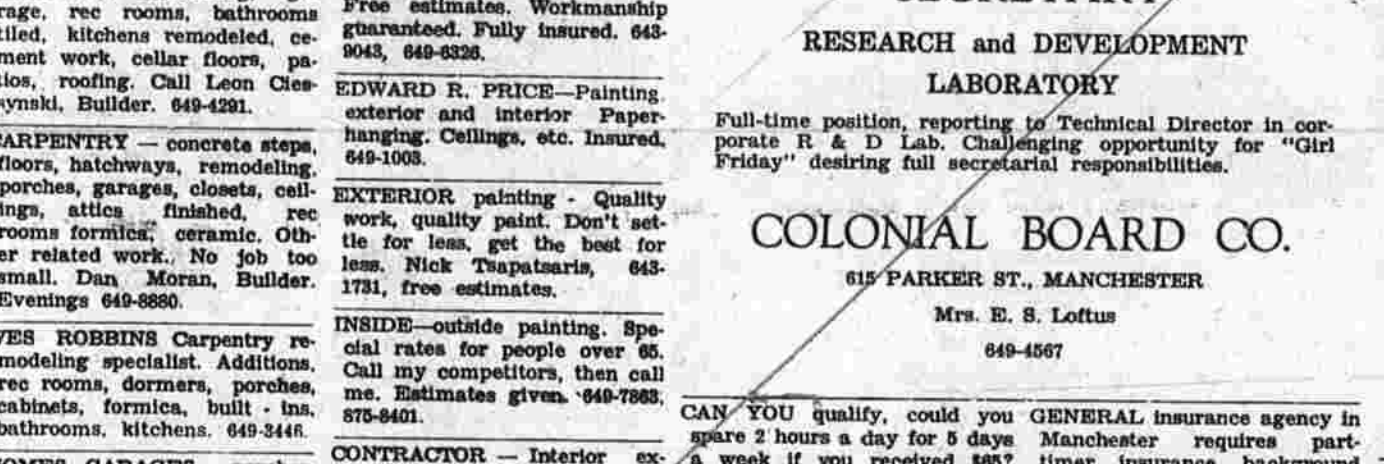 rage, rec rooms, bathrooms
tiled, kitchens remodeled, ce-
ment work, cellar floors, pa-
tios, roofing. Call Leon Cies-
zynski, Builder. 649-4291.
CARPENTRY — concrete steps,
floors, hatchways, remodeling,
porches, garages, closets, ceil-
ings, attics finished, rec
rooms formica, ceramic. Oth-
er related work. No job too
small. Dan Moran, Builder.
Evenings 649-8880.
WES ROBBINS Carpentry re-
modeling specialist. Additions,
rec rooms, dormers, porches,
cabinets, formica, built - ins,
bathrooms, kitchens. 649-3446.
Free estimates. Workmanship
guaranteed. Fully insured. 643-
9043, 649-6326.
EDWARD R. PRICE—Painting
exterior and interior Paper-
hanging. Ceilings, etc. Insured,
649-1003.
EXTERIOR painting - Quality
work, quality paint. Don't set-
tle for less, get the best for
less. Nick Tsapatsaris, 643-
1731, free estimates.
INSIDE—outside painting. Spe-
cial rates for people over 65.
Call my competitors, then call
me. Estimates given. 649-7863,
875-8401.
CONTRACTOR — Interior ex-
SECRETARY
RESEARCH and DEVELOPMENT
LABORATORY
Full-time position, reporting to Technical Director in cor-
porate R & D Lab. Challenging opportunity for "Girl
Friday" desiring full secretarial responsibilities.
COLONIAL BOARD CO.
615 PARKER ST., MANCHESTER
Mrs. E. S. Loftus
649-4567
CAN YOU qualify, could you
spare 2 hours a day for 5 days
a week if you received $65?
GENERAL insurance agency in
Manchester requires part-
timer insurance background